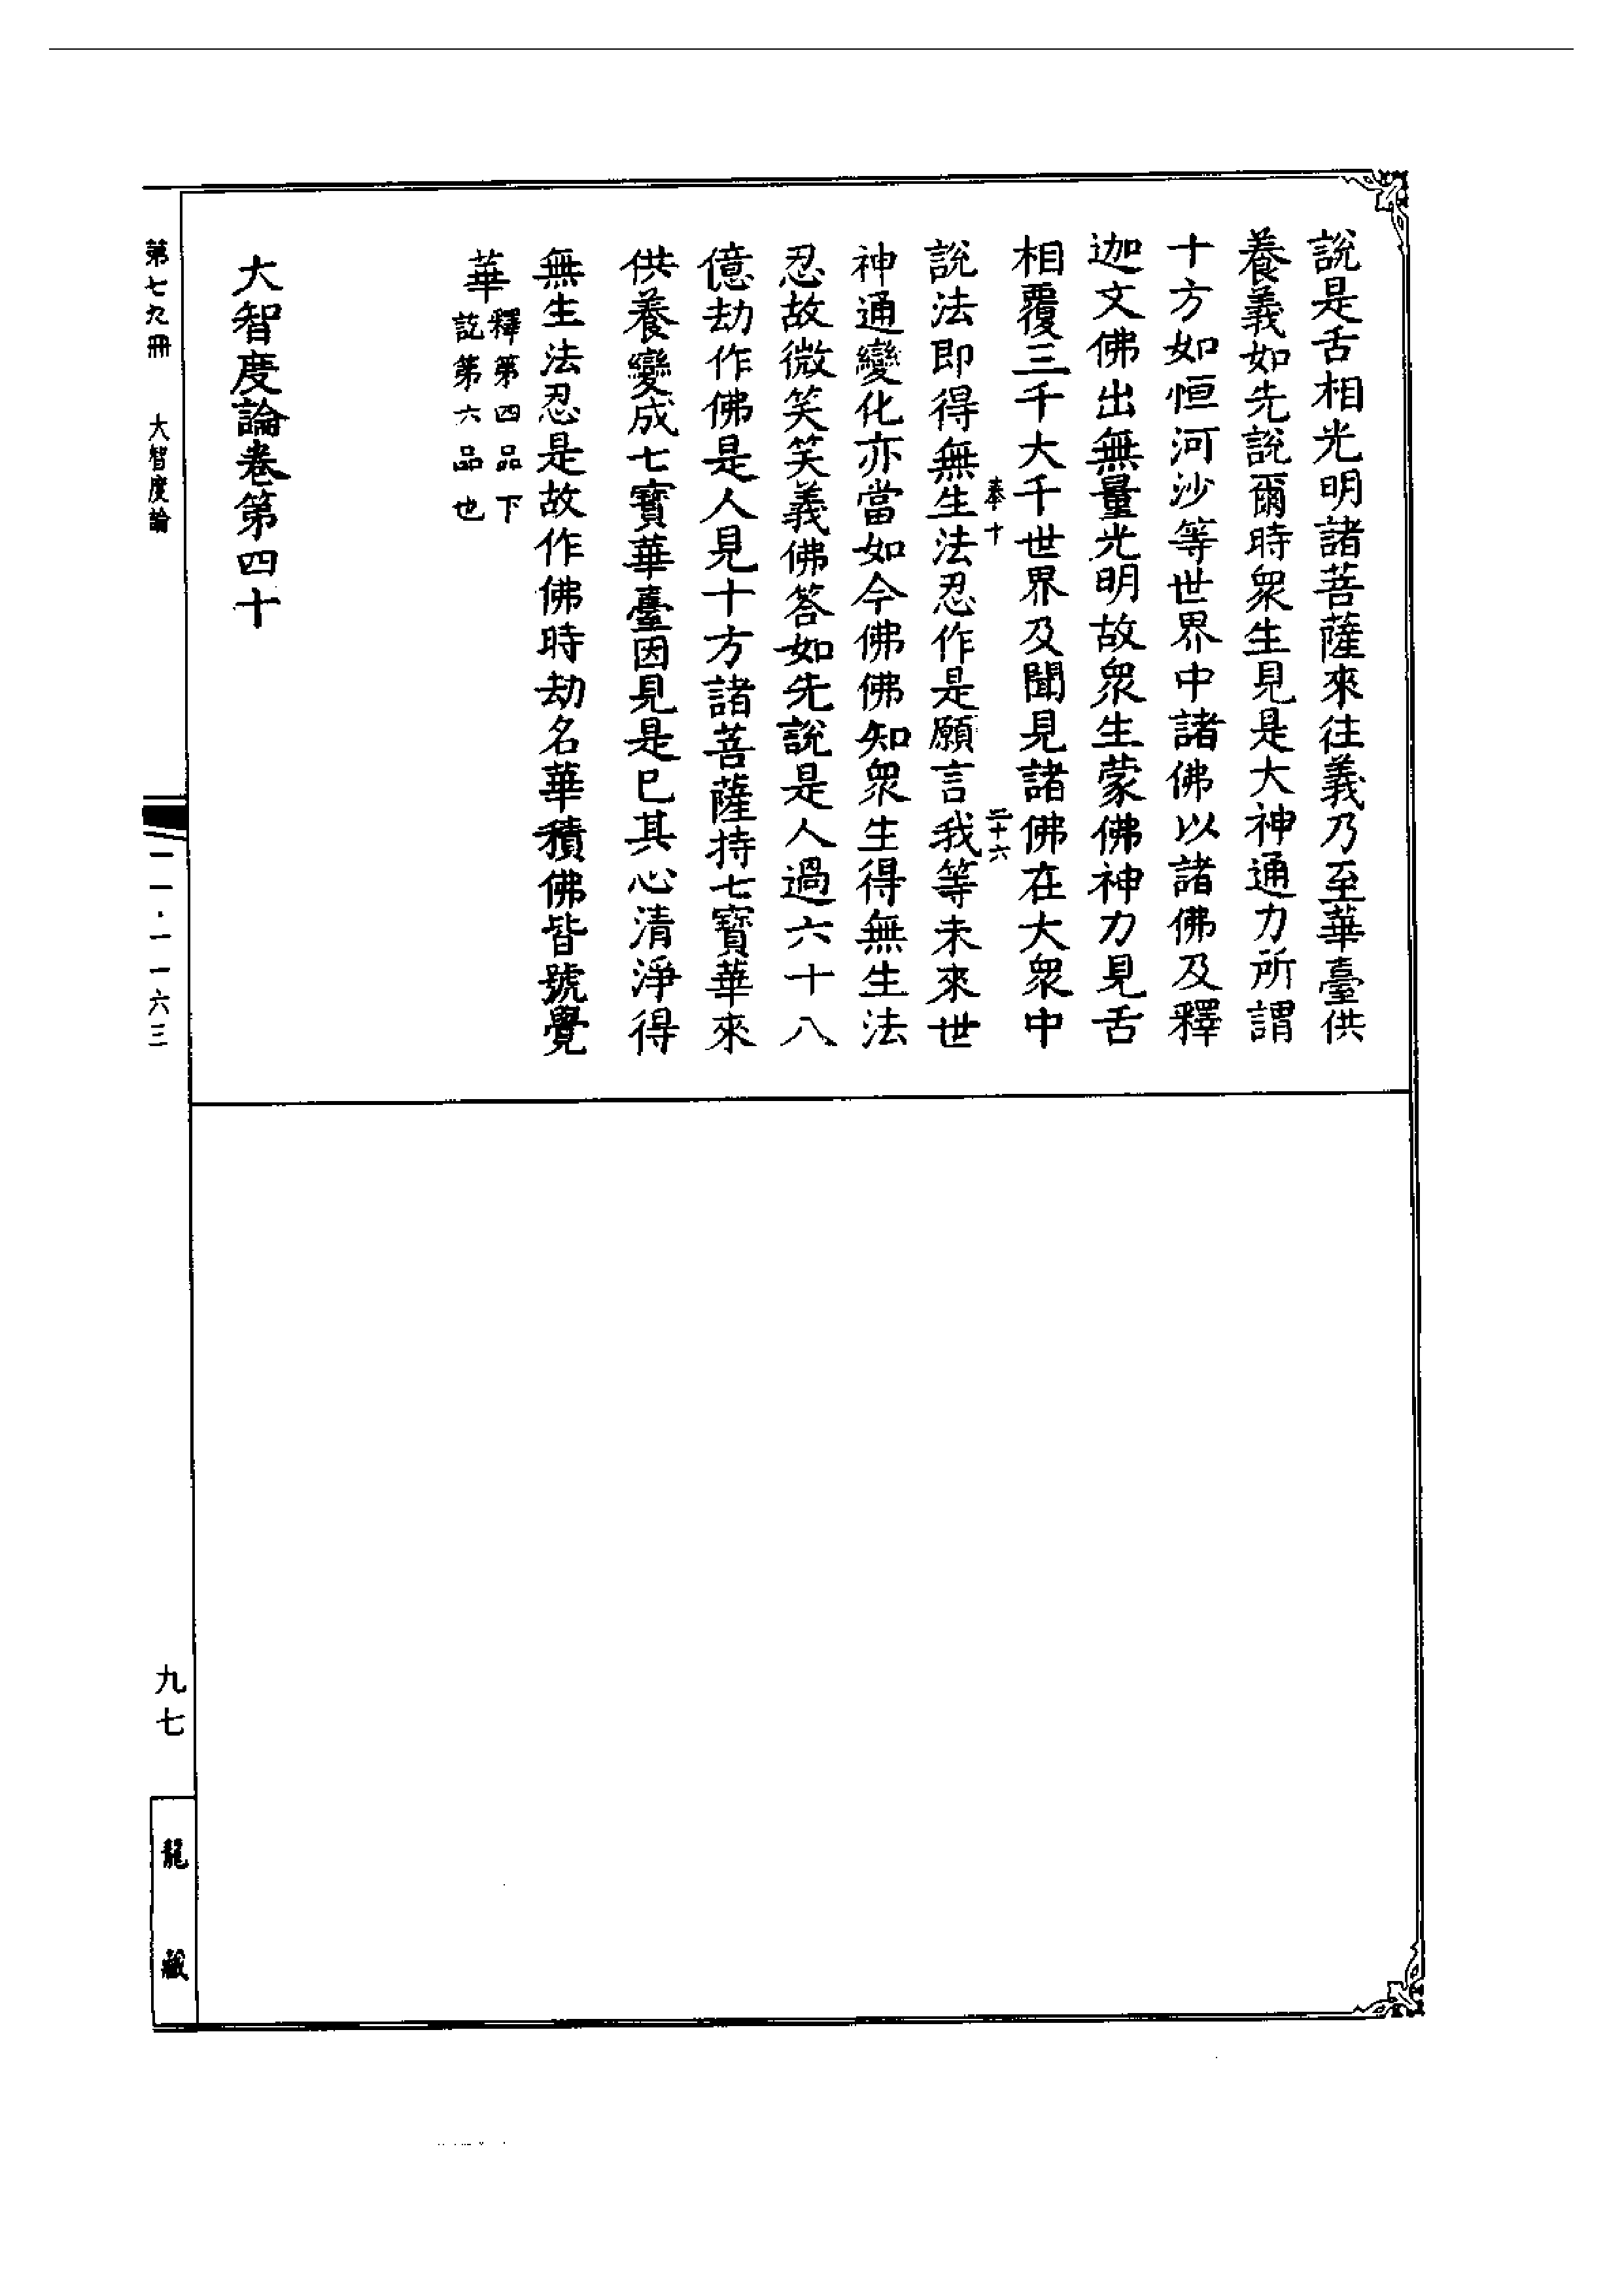 說是舌相光明諸菩薩來往義乃至華臺供
養義如先說爾時眾生見是大神通力所謂
十方如恒河沙等世界中諸佛以諸佛及釋
迦文佛出無量光明故眾生蒙佛神力見舌
相覆三千大千世界及聞見諸佛在大眾中
奉十
二十六
說法即得無生法忍作是願言我等未來世
神通變化亦當如今佛佛知眾生得無生法
忍故微笑笑義佛答如先說是人過六十八
億劫作佛是人見十方諸菩薩持七寶華來
供養變成七寶華臺因見是已其心清淨得
無生法忍是故作佛時劫名華積佛皆號覺
華
釋第四品下
訖第六品也
大智度論卷第四十
第七九冊 大智度論
一一·一一六三
九七
龍藏